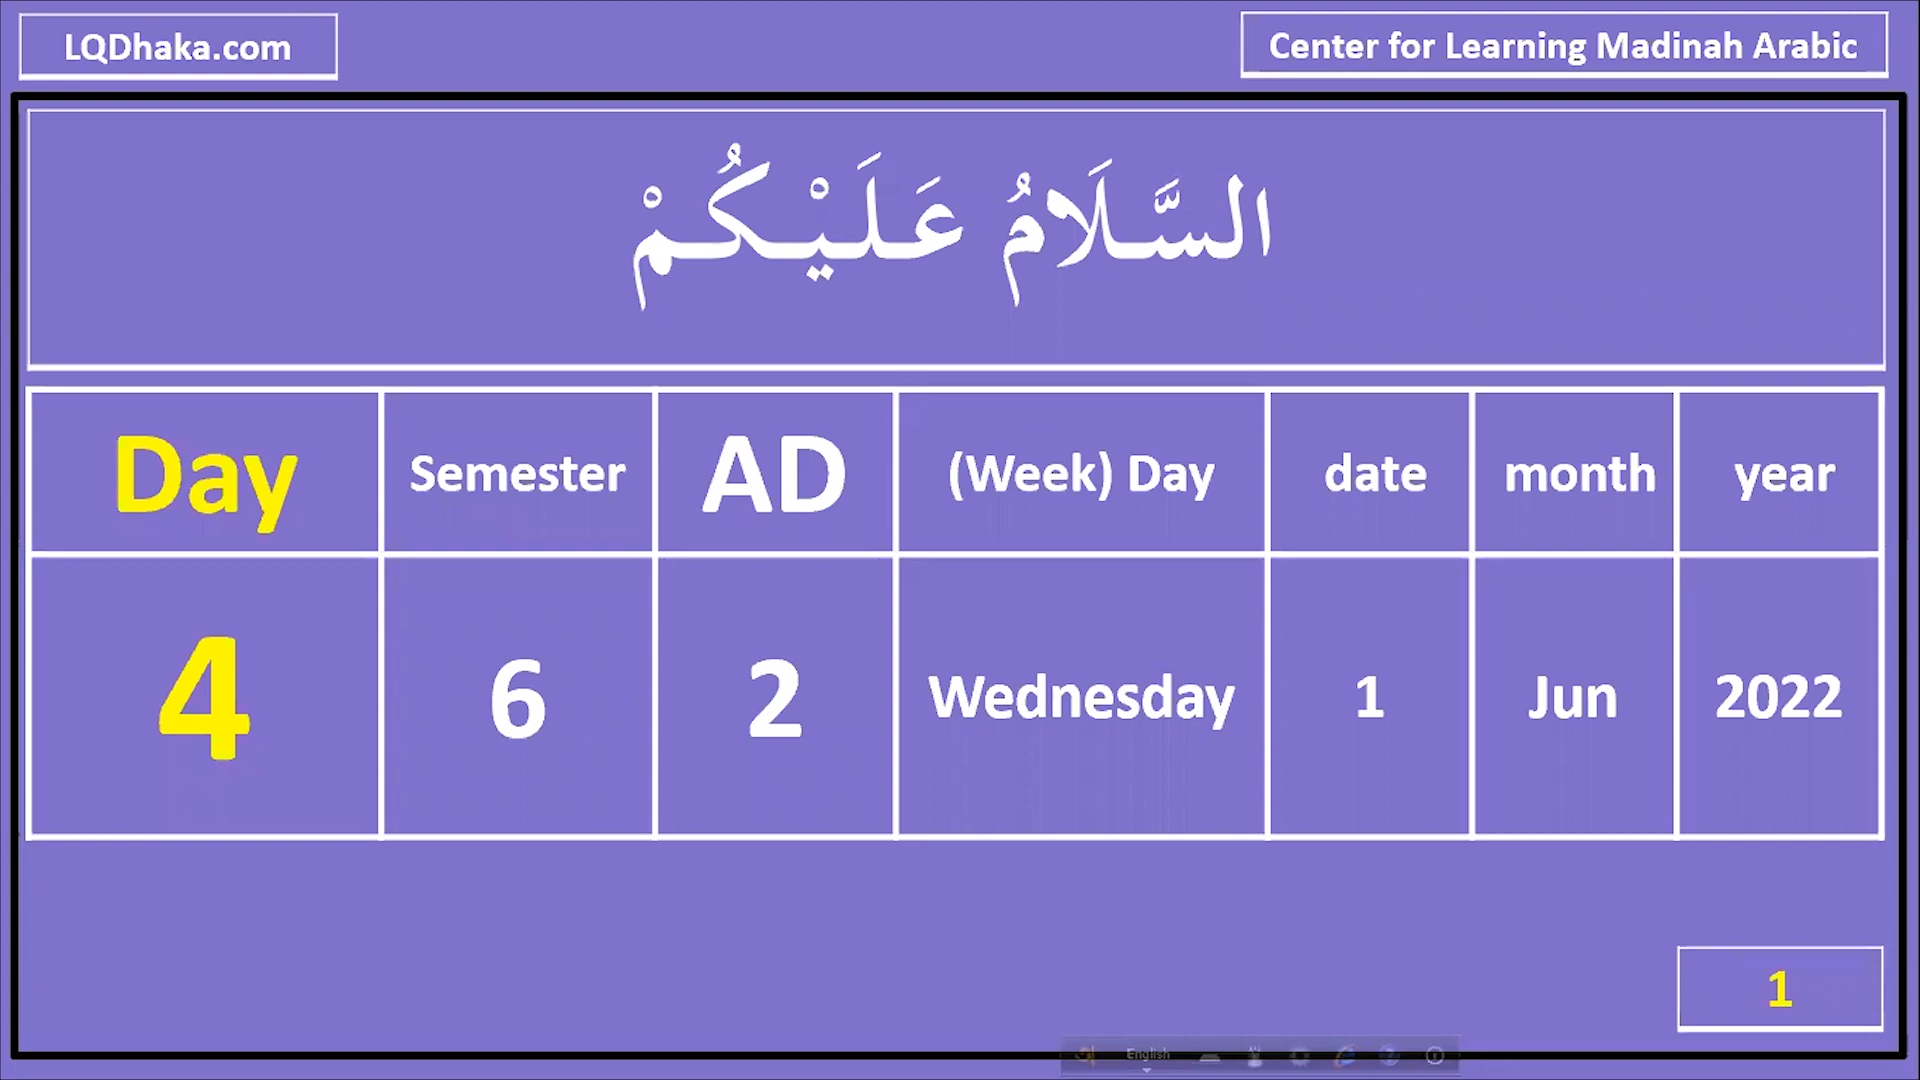 LQDhaka.com
Center for Learning Madinah Arabic
السَّلَامُ عَلَيْكُمْ
Day Semester AD (Week) Day date month year
4 6 2 Wednesday 1 Jun 2022
1
English